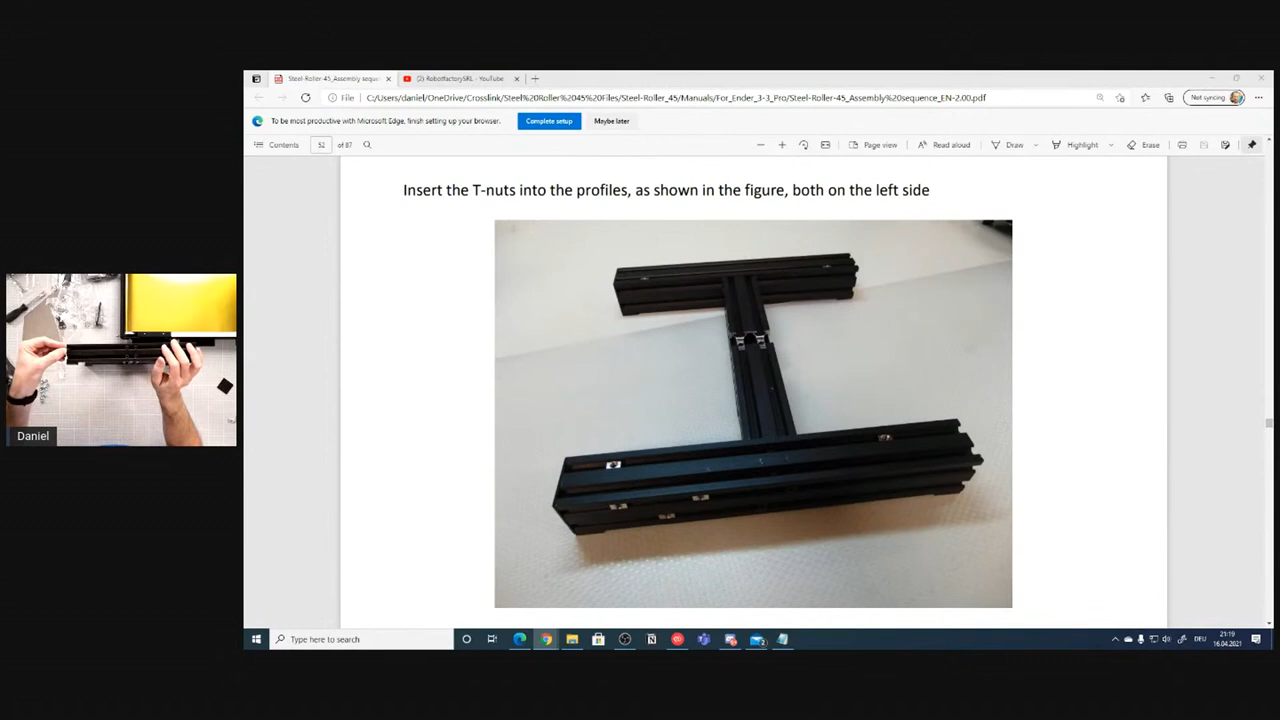 Steel-Roller-45_Assembly seque
(2) RobotfactorySRL - YouTube
File
C:/Users/daniel/OneDrive/Crosslink/Steel%20Roller%2045%20Files/Steel-Roller_45/Manuals/For_Ender_3-3_Pro/Steel-Roller-45_Assembly%20sequence_EN-2.00.pdf
Not syncing
To be most productive with Microsoft Edge, finish setting up your browser.
Complete setup
Maybe later
Contents
52
of 87
Page view
Read aloud
Draw
Highlight
Erase
Insert the T-nuts into the profiles, as shown in the figure, both on the left side
Daniel
Type here to search
DEU
21:19
16.04.2021